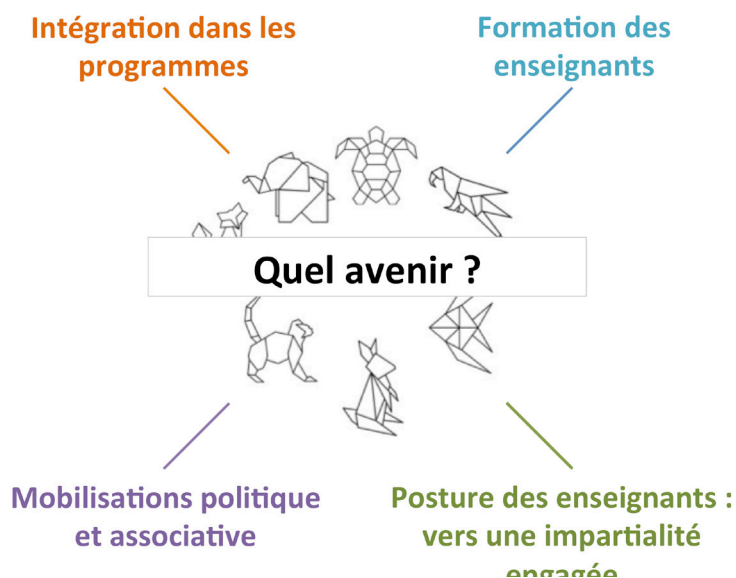 Intégration dans les
programmes
Formation des
enseignants
Quel avenir ?
Mobilisations politique
et associative
Posture des enseignants :
vers une impartialité
engagée